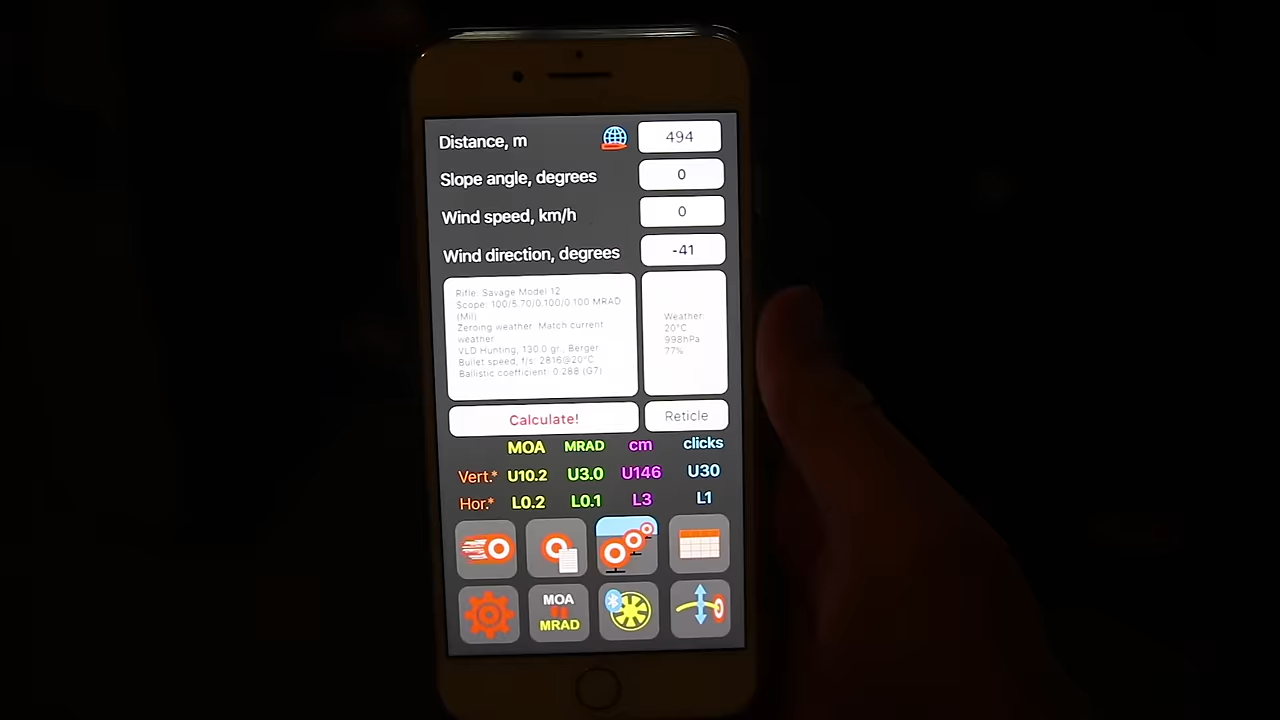 Distance, m 494
Slope angle, degrees 0
Wind speed, km/h 0
Wind direction, degrees -41
Rifle: Savage Model 12
Scope: 100/5.70/0.100/0.100 MRAD
(Mil)
Zeroing weather: Match current
weather
VLD Hunting, 130.0 gr., Berger
Bullet speed, f/s: 2816@20°C
Ballistic coefficient: 0.288 (G7)
Weather:
20°C
998hPa
77%
Calculate! Reticle
MOA MRAD cm clicks
Vert.* U10.2 U3.0 U146 U30
Hor.* L0.2 L0.1 L3 L1
MOA
MRAD